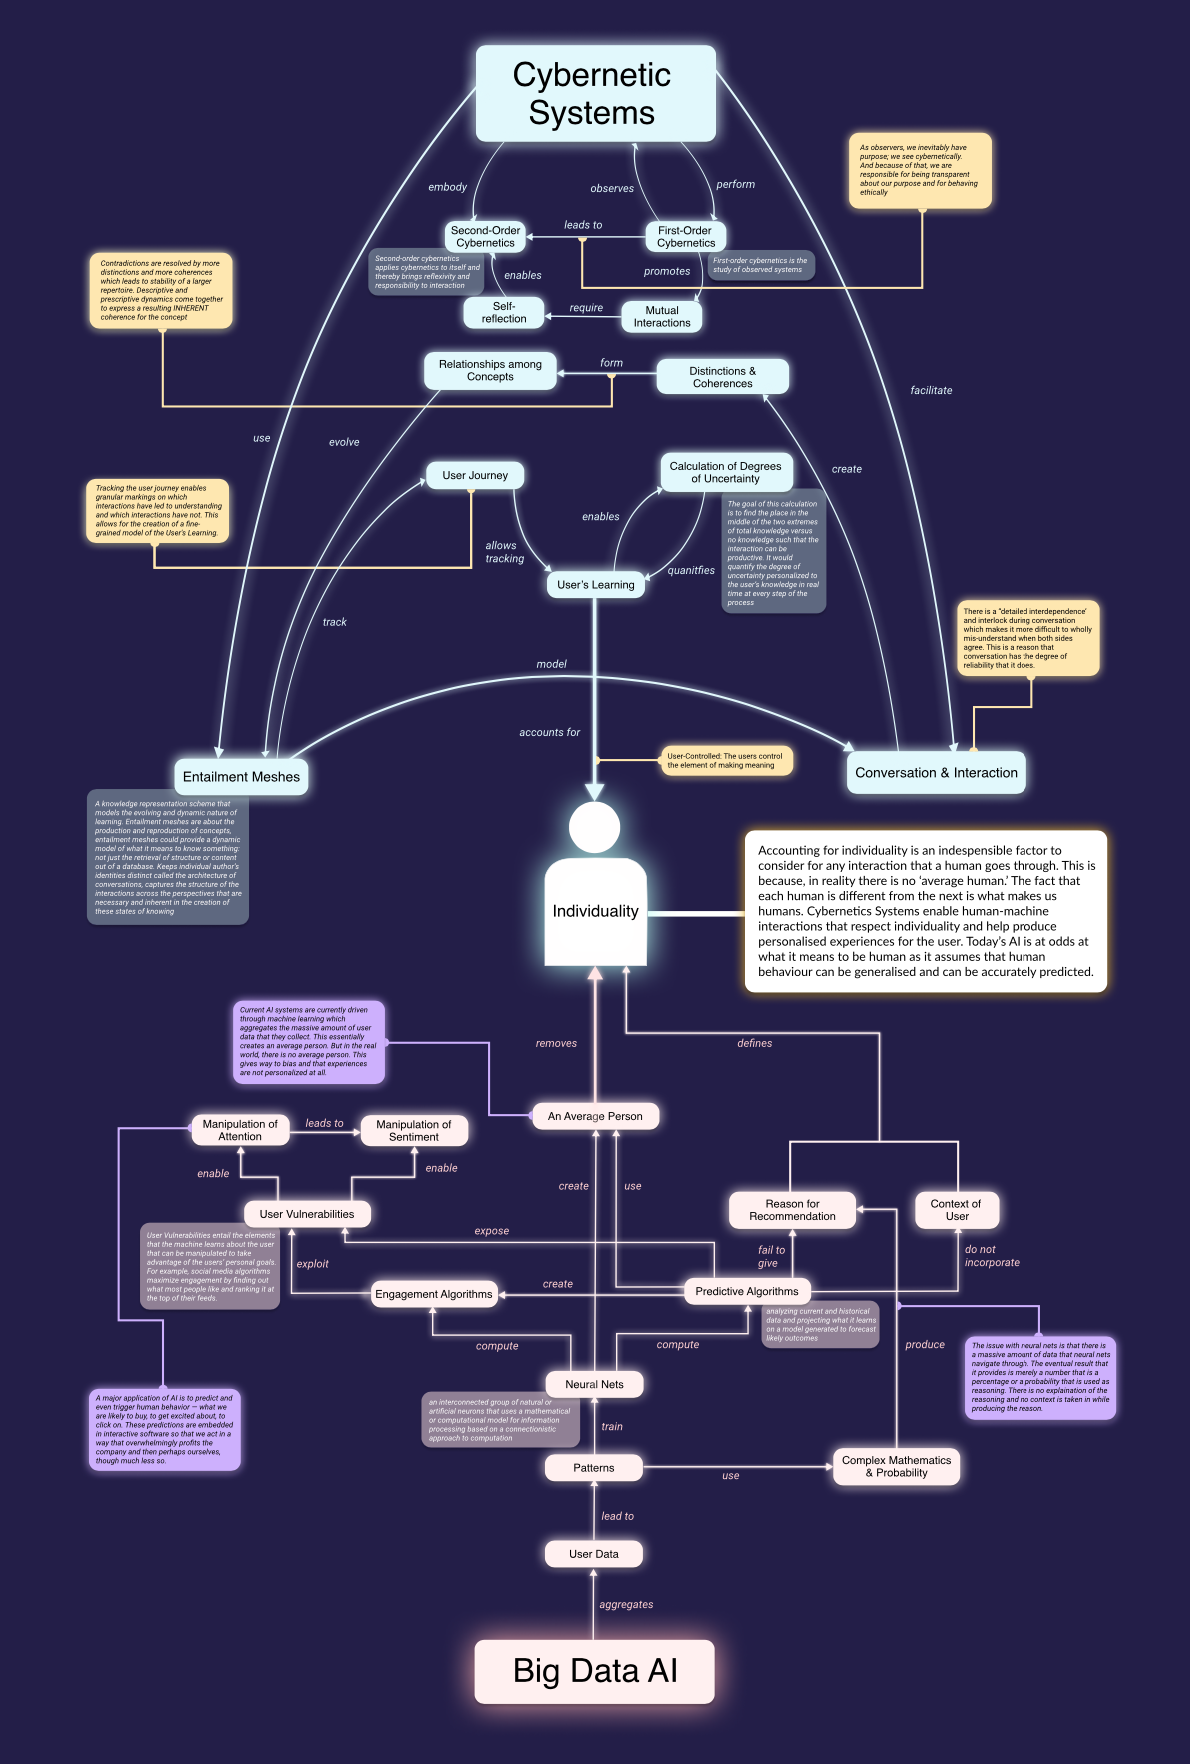 Cybernetic
Systems
As observers, we inevitably have
purpose; we see cybernetically.
And because of that, we are
responsible for being transparent
about our purpose and for behaving
ethically
embody
observes
perform
leads to
Second-Order
Cybernetics
First-Order
Cybernetics
Second-order cybernetics
applies cybernetics to itself and
thereby brings reflexivity and
responsibility to interaction
First-order cybernetics is the
study of observed systems
enables
promotes
Self-
reflection
require
Mutual
Interactions
Contradictions are resolved by more
distinctions and more coherences
which leads to stability of a larger
repertoire. Descriptive and
prescriptive dynamics come together
to express a resulting INHERENT
coherence for the concept
Relationships among
Concepts
form
Distinctions &
Coherences
facilitate
use
evolve
create
User Journey
Calculation of Degrees
of Uncertainty
Tracking the user journey enables
granular markings on which
interactions have led to understanding
and which interactions have not. This
allows for the creation of a fine-
grained model of the User's Learning.
The goal of this calculation
is to find the place in the
middle of the two extremes
of total knowledge versus
no knowledge such that the
interaction can be
productive. It would
quantify the degree of
uncertainty personalized to
the user's knowledge in real
time at every step of the
process
enables
allows
tracking
quanitfies
User's Learning
track
There is a "detailed interdependence'
and interlock during conversation
which makes it more difficult to wholly
mis-understand when both sides
agree. This is a reason that
conversation has the degree of
reliability that it does.
model
accounts for
User-Controlled: The users control
the element of making meaning
Entailment Meshes
Conversation & Interaction
A knowledge representation scheme that
models the evolving and dynamic nature of
learning. Entailment meshes are about the
production and reproduction of concepts,
entailment meshes could provide a dynamic
model of what it means to know something:
not just the retrieval of structure or content
out of a database. Keeps individual author's
identities distinct called the architecture of
conversations, captures the structure of the
interactions across the perspectives that are
necessary and inherent in the creation of
these states of knowing
Individuality
Accounting for individuality is an indespensible factor to
consider for any interaction that a human goes through. This is
because, in reality there is no 'average human.' The fact that
each human is different from the next is what makes us
humans. Cybernetics Systems enable human-machine
interactions that respect individuality and help produce
personalised experiences for the user. Today's AI is at odds at
what it means to be human as it assumes that human
behaviour can be generalised and can be accurately predicted.
Current AI systems are currently driven
through machine learning which
aggregates the massive amount of user
data that they collect. This essentially
creates an average person. But in the real
world, there is no average person. This
gives way to bias and that experiences
are not personalized at all.
removes
defines
An Average Person
Manipulation of
Attention
leads to
Manipulation of
Sentiment
enable
enable
create
use
User Vulnerabilities
Reason for
Recommendation
Context of
User
User Vulnerabilities entail the elements
that the machine learns about the user
that can be manipulated to take
advantage of the users' personal goals.
For example, social media algorithms
maximize engagement by finding out
what most people like and ranking it at
the top of their feeds.
expose
exploit
fail to
give
do not
incorporate
Engagement Algorithms
create
Predictive Algorithms
analyzing current and historical
data and projecting what it learns
on a model generated to forecast
likely outcomes
compute
compute
produce
The issue with neural nets is that there is
a massive amount of data that neural nets
navigate through. The eventual result that
it provides is merely a number that is a
percentage or a probability that is used as
reasoning. There is no explaination of the
reasoning and no context is taken in while
producing the reason.
Neural Nets
an interconnected group of natural or
artificial neurons that uses a mathematical
or computational model for information
processing based on a connectionistic
approach to computation
A major application of AI is to predict and
even trigger human behavior — what we
are likely to buy, to get excited about, to
click on. These predictions are embedded
in interactive software so that we act in a
way that overwhelmingly profits the
company and then perhaps ourselves,
though much less so.
train
Patterns
use
Complex Mathematics
& Probability
lead to
User Data
aggregates
Big Data AI